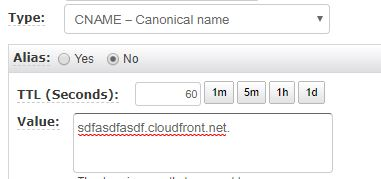 Type: CNAME – Canonical name
Alias: Yes No
TTL (Seconds): 60 1m 5m 1h 1d
Value: sdfasdfasdf.cloudfront.net.